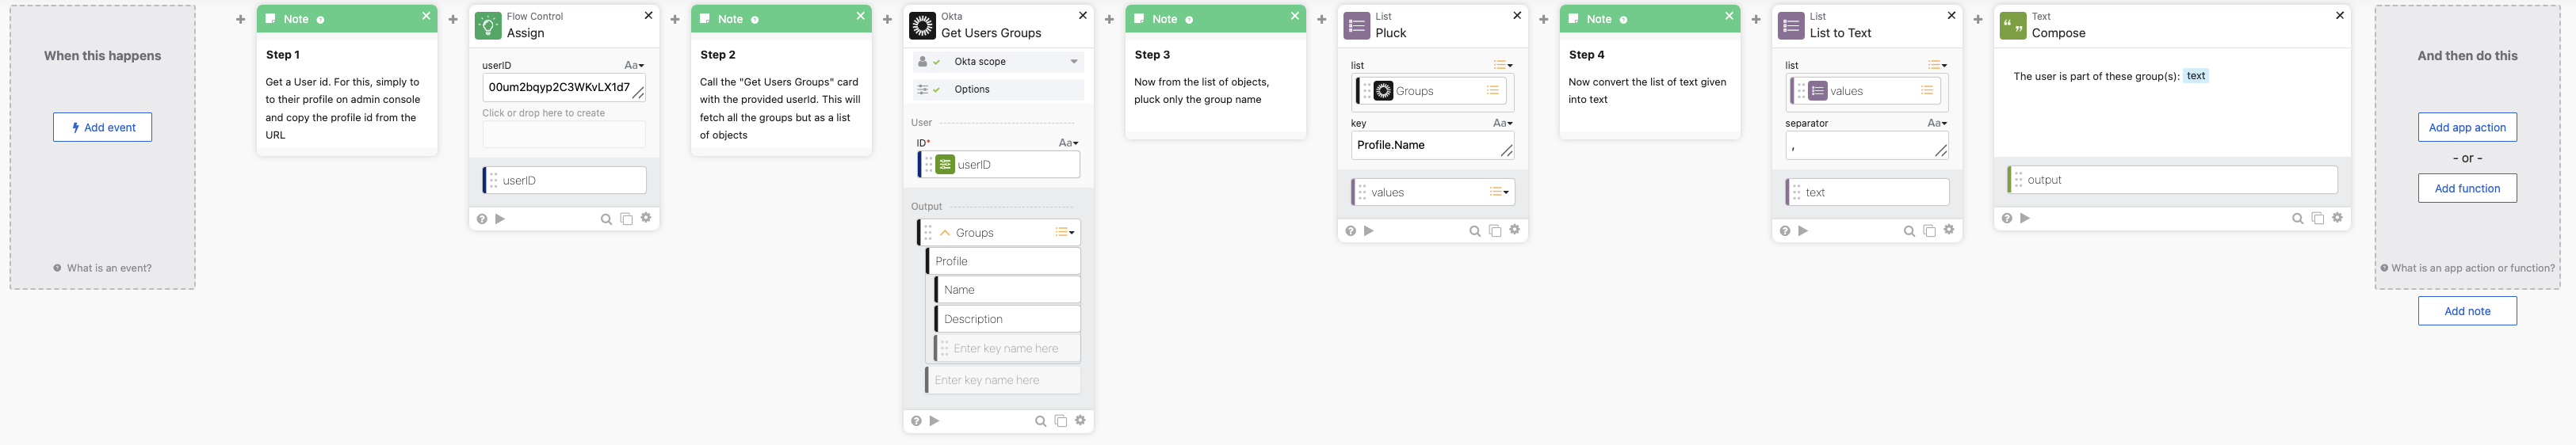 When this happens
Add event
What is an event?
Note
Step 1
Get a User id. For this, simply to
to their profile on admin console
and copy the profile id from the
URL
Flow Control
Assign
userID
Aa
00um2bqyp2C3WKvLX1d7
Click or drop here to create
userID
Note
Step 2
Call the "Get Users Groups" card
with the provided userId. This will
fetch all the groups but as a list
of objects
Okta
Get Users Groups
Okta scope
Options
User
ID*
Aa
userID
Output
Groups
Profile
Name
Description
Enter key name here
Enter key name here
Note
Step 3
Now from the list of objects,
pluck only the group name
List
Pluck
list
Groups
key
Aa
Profile.Name
values
Note
Step 4
Now convert the list of text given
into text
List
List to Text
list
values
separator
Aa
,
text
Text
Compose
The user is part of these group(s): text
output
And then do this
Add app action
- or -
Add function
What is an app action or function?
Add note